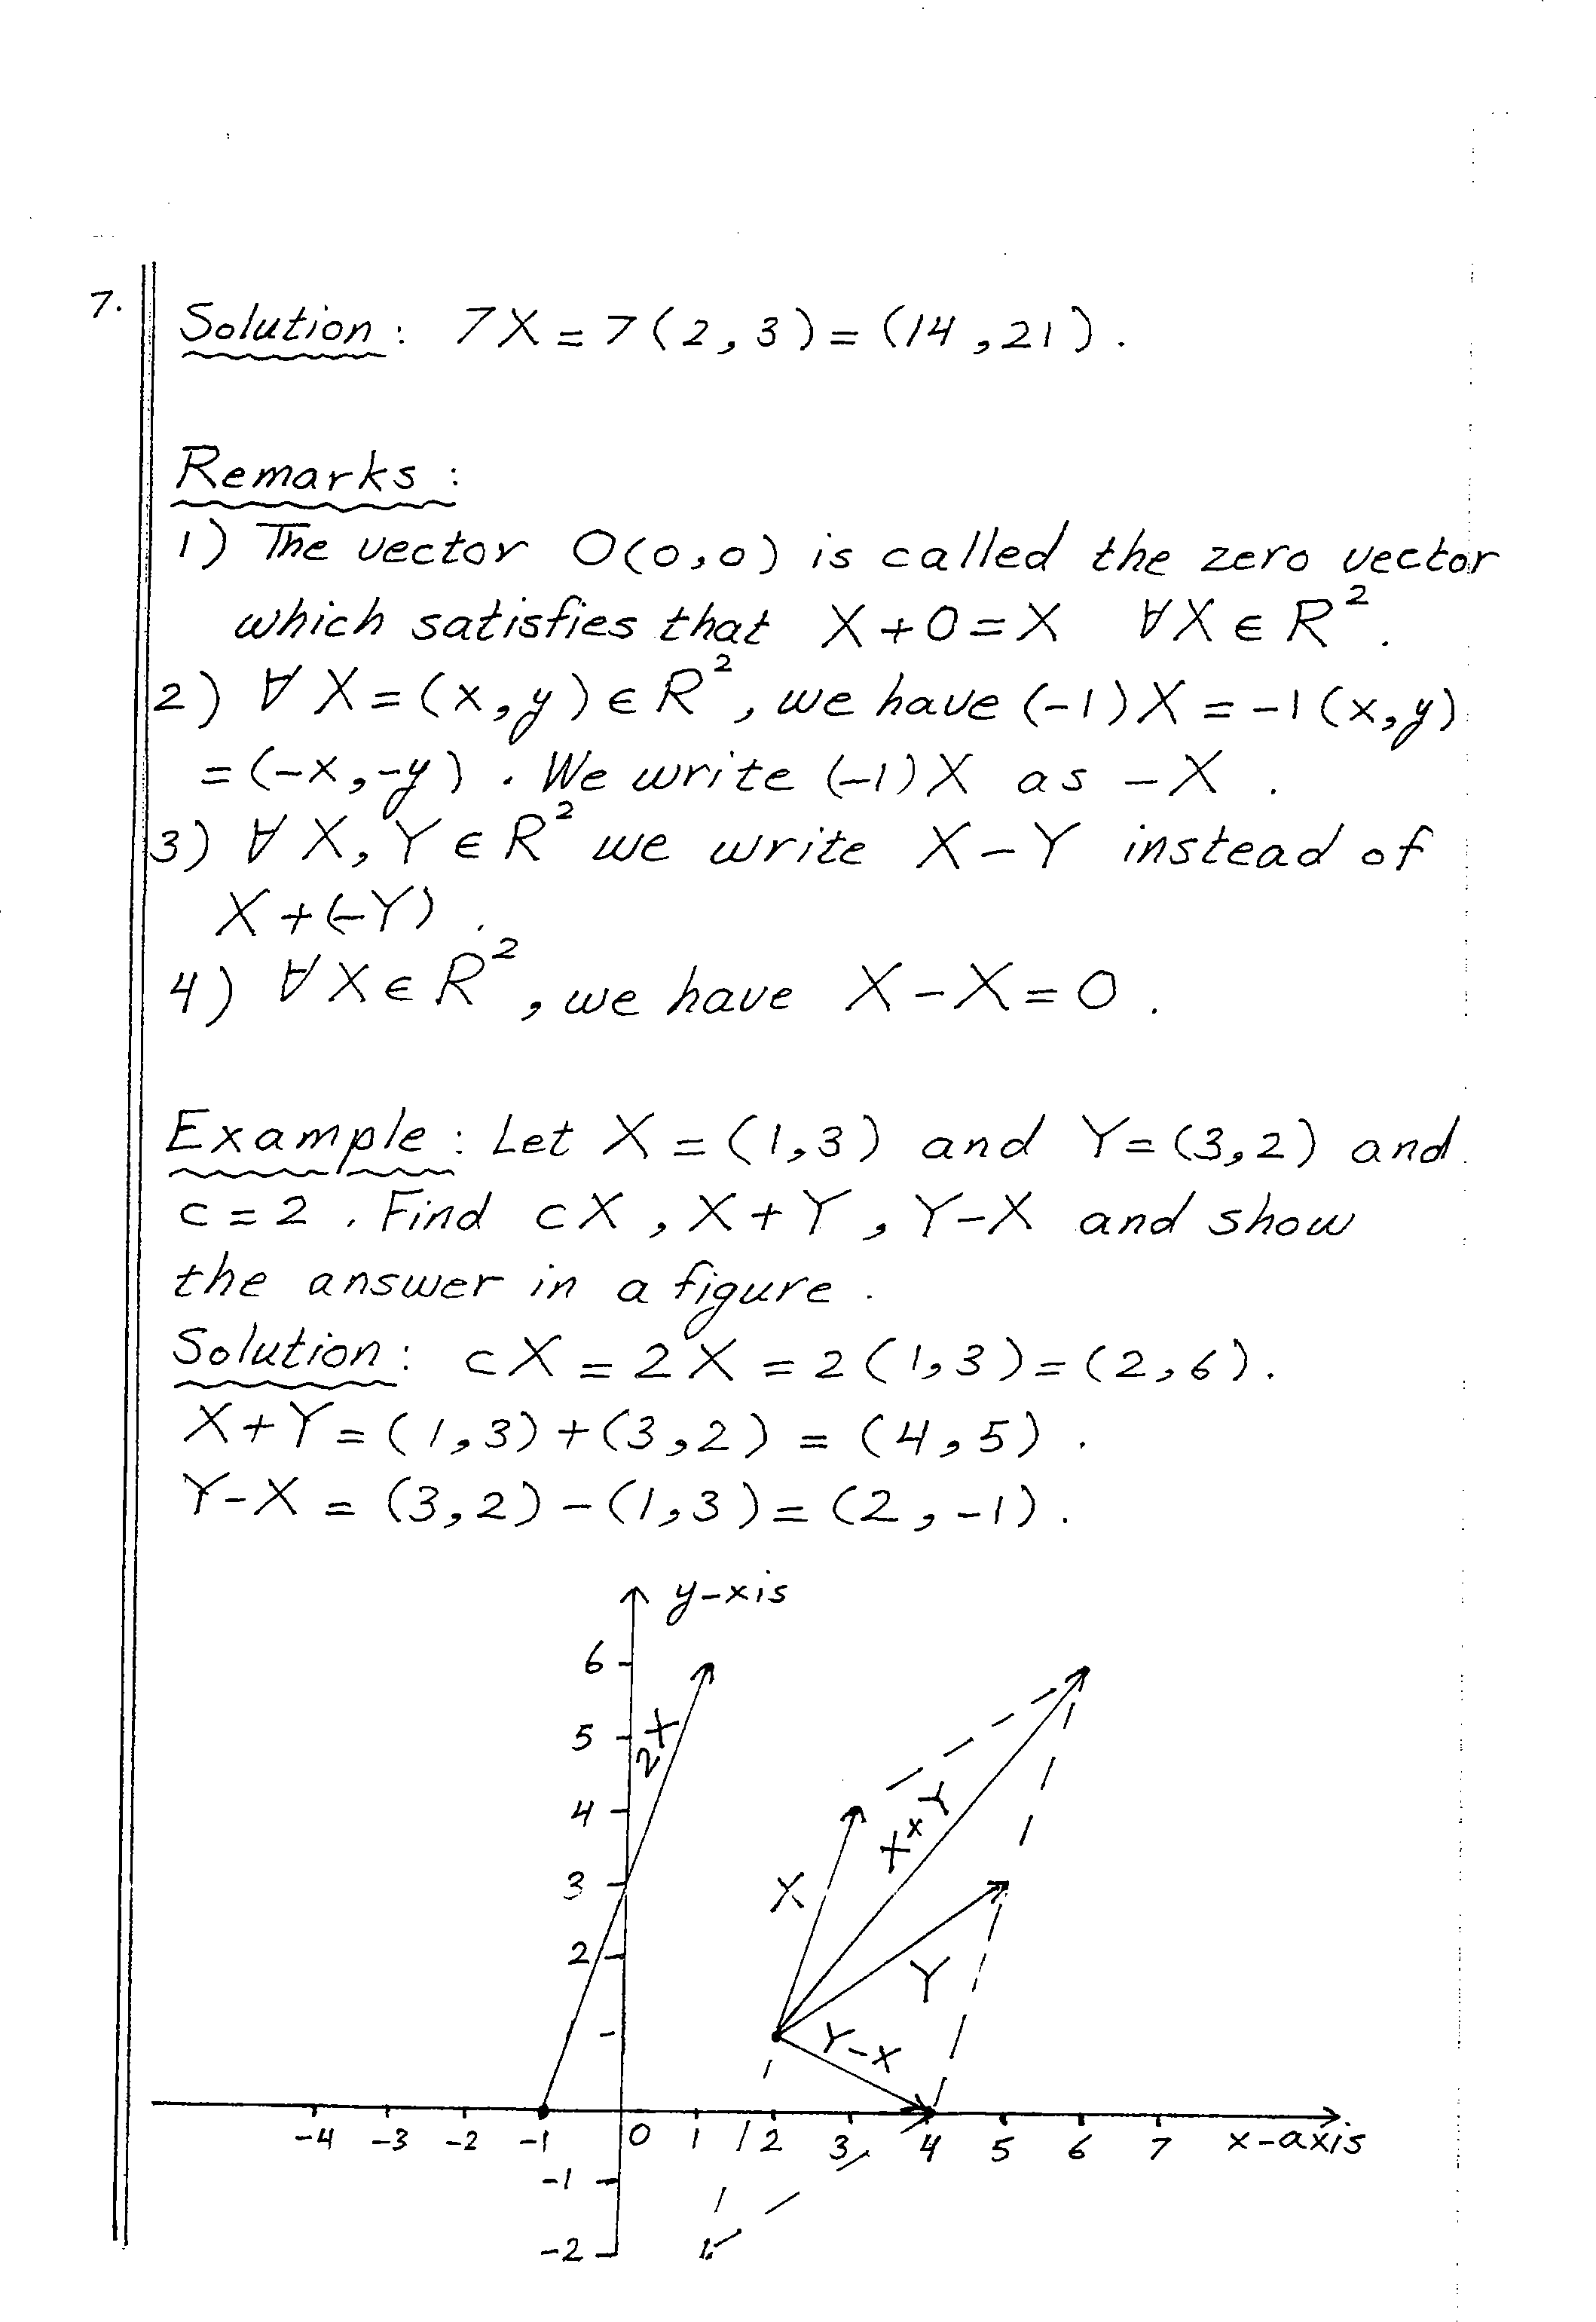 7.
Solution : 7X = 7(2,3) = (14,21).
Remarks :
1) The vector O(0,0) is called the zero vector
which satisfies that X+O=X ∀X∈R².
2) ∀ X=(x,y)∈R², we have (-1)X = -1(x,y)
=(-x,-y). We write (-1)X as -X.
3) ∀ X,Y∈R² we write X-Y instead of
X+(-Y).
4) ∀X∈R², we have X-X=O.
Example : Let X=(1,3) and Y=(3,2) and
c=2. Find cX, X+Y, Y-X and show
the answer in a figure.
Solution : cX = 2X = 2(1,3)=(2,6).
X+Y=(1,3)+(3,2) = (4,5).
Y-X = (3,2)-(1,3)=(2,-1).
y-xis
6
5 2X
4
X+Y
3 X
2 Y
Y-X
-4 -3 -2 -1 0 1 2 3 4 5 6 7 x-axis
-1
-2